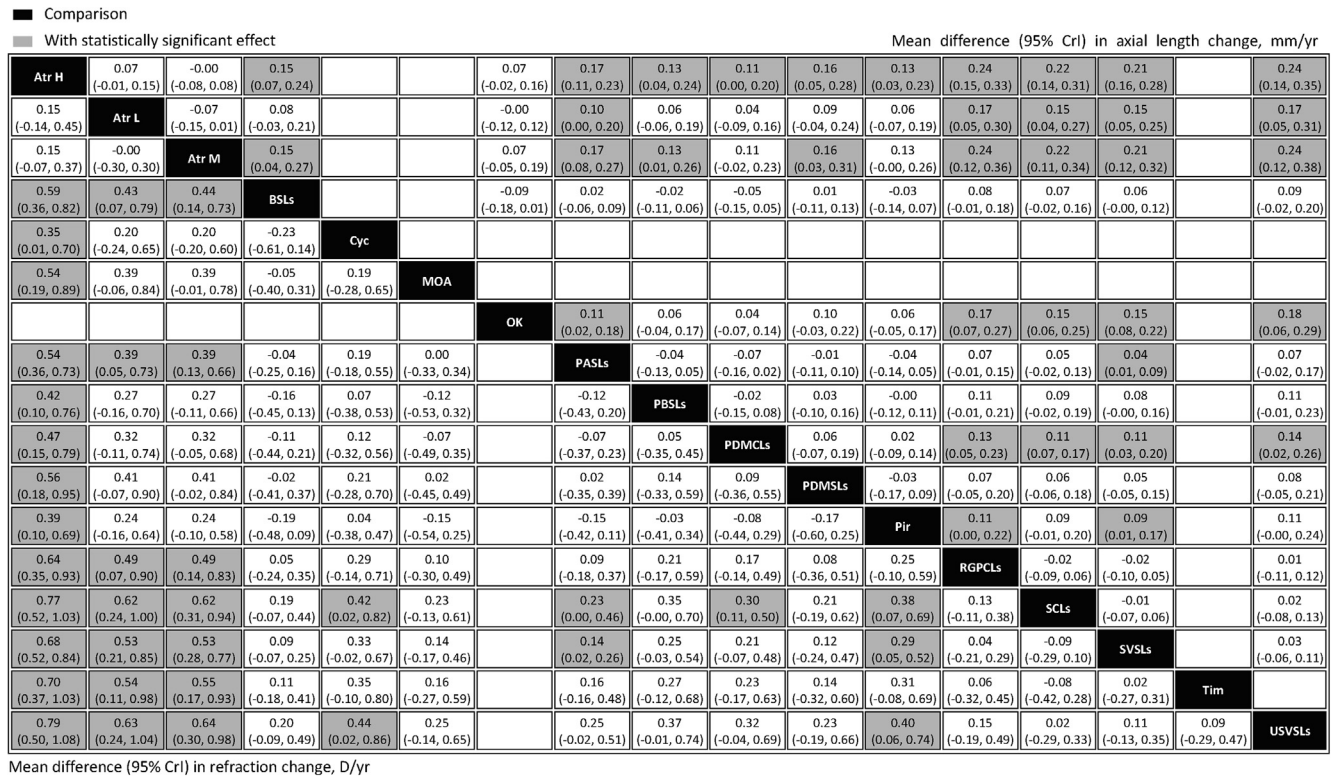 Comparison
With statistically significant effect
Mean difference (95% CrI) in axial length change, mm/yr
Atr H 0.07 -0.00 0.15 0.07 0.17 0.13 0.11 0.16 0.13 0.24 0.22 0.21 0.24
(-0.01, 0.15) (-0.08, 0.08) (0.07, 0.24) (-0.02, 0.16) (0.11, 0.23) (0.04, 0.24) (0.00, 0.20) (0.05, 0.28) (0.03, 0.23) (0.15, 0.33) (0.14, 0.31) (0.16, 0.28) (0.14, 0.35)
0.15 Atr L -0.07 0.08 -0.00 0.10 0.06 0.04 0.09 0.06 0.17 0.15 0.15 0.17
(-0.14, 0.45) (-0.15, 0.01) (-0.03, 0.21) (-0.12, 0.12) (0.00, 0.20) (-0.06, 0.19) (-0.09, 0.16) (-0.04, 0.24) (-0.07, 0.19) (0.05, 0.30) (0.04, 0.27) (0.05, 0.25) (0.05, 0.31)
0.15 -0.00 Atr M 0.15 0.07 0.17 0.13 0.11 0.16 0.13 0.24 0.22 0.21 0.24
(-0.07, 0.37) (-0.30, 0.30) (0.04, 0.27) (-0.05, 0.19) (0.08, 0.27) (0.01, 0.26) (-0.02, 0.23) (0.03, 0.31) (-0.00, 0.26) (0.12, 0.36) (0.11, 0.34) (0.12, 0.32) (0.12, 0.38)
0.59 0.43 0.44 BSLs -0.09 0.02 -0.02 -0.05 0.01 -0.03 0.08 0.07 0.06 0.09
(0.36, 0.82) (0.07, 0.79) (0.14, 0.73) (-0.18, 0.01) (-0.06, 0.09) (-0.11, 0.06) (-0.15, 0.05) (-0.11, 0.13) (-0.14, 0.07) (-0.01, 0.18) (-0.02, 0.16) (-0.00, 0.12) (-0.02, 0.20)
0.35 0.20 0.20 -0.23 Cyc
(0.01, 0.70) (-0.24, 0.65) (-0.20, 0.60) (-0.61, 0.14)
0.54 0.39 0.39 -0.05 0.19 MOA
(0.19, 0.89) (-0.06, 0.84) (-0.01, 0.78) (-0.40, 0.31) (-0.28, 0.65)
OK 0.11 0.06 0.04 0.10 0.06 0.17 0.15 0.15 0.18
(0.02, 0.18) (-0.04, 0.17) (-0.07, 0.14) (-0.03, 0.22) (-0.05, 0.17) (0.07, 0.27) (0.06, 0.25) (0.08, 0.22) (0.06, 0.29)
0.54 0.39 0.39 -0.04 0.19 0.00 PASLs -0.04 -0.07 -0.01 -0.04 0.07 0.05 0.04 0.07
(0.36, 0.73) (0.05, 0.73) (0.13, 0.66) (-0.25, 0.16) (-0.18, 0.55) (-0.33, 0.34) (-0.13, 0.05) (-0.16, 0.02) (-0.11, 0.10) (-0.14, 0.05) (-0.01, 0.15) (-0.02, 0.13) (0.01, 0.09) (-0.02, 0.17)
0.42 0.27 0.27 -0.16 0.07 -0.12 -0.12 PBSLs -0.02 0.03 -0.00 0.11 0.09 0.08 0.11
(0.10, 0.76) (-0.16, 0.70) (-0.11, 0.66) (-0.45, 0.13) (-0.38, 0.53) (-0.53, 0.32) (-0.43, 0.20) (-0.15, 0.08) (-0.10, 0.16) (-0.12, 0.11) (-0.01, 0.21) (-0.02, 0.19) (-0.00, 0.16) (-0.01, 0.23)
0.47 0.32 0.32 -0.11 0.12 -0.07 -0.07 0.05 PDMCLs 0.06 0.02 0.13 0.11 0.11 0.14
(0.15, 0.79) (-0.11, 0.74) (-0.05, 0.68) (-0.44, 0.21) (-0.32, 0.56) (-0.49, 0.35) (-0.37, 0.23) (-0.35, 0.45) (-0.07, 0.19) (-0.09, 0.14) (0.05, 0.23) (0.07, 0.17) (0.03, 0.20) (0.02, 0.26)
0.56 0.41 0.41 -0.02 0.21 0.02 0.02 0.14 0.09 PDMSLs -0.03 0.07 0.06 0.05 0.08
(0.18, 0.95) (-0.07, 0.90) (-0.02, 0.84) (-0.41, 0.37) (-0.28, 0.70) (-0.45, 0.49) (-0.35, 0.39) (-0.33, 0.59) (-0.36, 0.55) (-0.17, 0.09) (-0.05, 0.20) (-0.06, 0.18) (-0.05, 0.15) (-0.05, 0.21)
0.39 0.24 0.24 -0.19 0.04 -0.15 -0.15 -0.03 -0.08 -0.17 Pir 0.11 0.09 0.09 0.11
(0.10, 0.69) (-0.16, 0.64) (-0.10, 0.58) (-0.48, 0.09) (-0.38, 0.47) (-0.54, 0.25) (-0.42, 0.11) (-0.41, 0.34) (-0.44, 0.29) (-0.60, 0.25) (0.00, 0.22) (-0.01, 0.20) (0.01, 0.17) (-0.00, 0.24)
0.64 0.49 0.49 0.05 0.29 0.10 0.09 0.21 0.17 0.08 0.25 RGPCLs -0.02 -0.02 0.01
(0.35, 0.93) (0.07, 0.90) (0.14, 0.83) (-0.24, 0.35) (-0.14, 0.71) (-0.30, 0.49) (-0.18, 0.37) (-0.17, 0.59) (-0.14, 0.49) (-0.36, 0.51) (-0.10, 0.59) (-0.09, 0.06) (-0.10, 0.05) (-0.11, 0.12)
0.77 0.62 0.62 0.19 0.42 0.23 0.23 0.35 0.30 0.21 0.38 0.13 SCLs -0.01 0.02
(0.52, 1.03) (0.24, 1.00) (0.31, 0.94) (-0.07, 0.44) (0.02, 0.82) (-0.13, 0.61) (0.00, 0.46) (-0.00, 0.70) (0.11, 0.50) (-0.19, 0.62) (0.07, 0.69) (-0.11, 0.38) (-0.07, 0.06) (-0.08, 0.13)
0.68 0.53 0.53 0.09 0.33 0.14 0.14 0.25 0.21 0.12 0.29 0.04 -0.09 SVSLs 0.03
(0.52, 0.84) (0.21, 0.85) (0.28, 0.77) (-0.07, 0.25) (-0.02, 0.67) (-0.17, 0.46) (0.02, 0.26) (-0.03, 0.54) (-0.07, 0.48) (-0.24, 0.47) (0.05, 0.52) (-0.21, 0.29) (-0.29, 0.10) (-0.06, 0.11)
0.70 0.54 0.55 0.11 0.35 0.16 0.16 0.27 0.23 0.14 0.31 0.06 -0.08 0.02 Tim
(0.37, 1.03) (0.11, 0.98) (0.17, 0.93) (-0.18, 0.41) (-0.10, 0.80) (-0.27, 0.59) (-0.16, 0.48) (-0.12, 0.68) (-0.17, 0.63) (-0.32, 0.60) (-0.08, 0.69) (-0.32, 0.45) (-0.42, 0.28) (-0.27, 0.31)
0.79 0.63 0.64 0.20 0.44 0.25 0.25 0.37 0.32 0.23 0.40 0.15 0.02 0.11 0.09 USVSLs
(0.50, 1.08) (0.24, 1.04) (0.30, 0.98) (-0.09, 0.49) (0.02, 0.86) (-0.14, 0.65) (-0.02, 0.51) (-0.01, 0.74) (-0.04, 0.69) (-0.19, 0.66) (0.06, 0.74) (-0.19, 0.49) (-0.29, 0.33) (-0.13, 0.35) (-0.29, 0.47)
Mean difference (95% CrI) in refraction change, D/yr